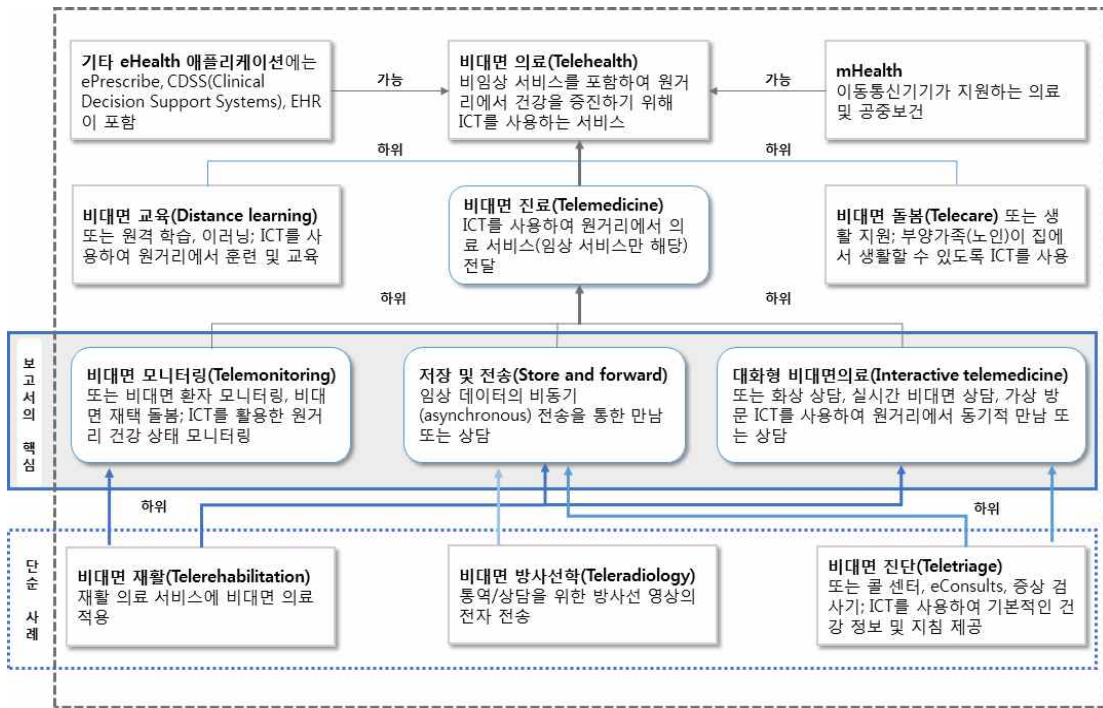 기타 eHealth 애플리케이션에는
ePrescribe, CDSS(Clinical
Decision Support Systems), EHR
이 포함
가능
비대면 의료(Telehealth)
비임상 서비스를 포함하여 원거
리에서 건강을 증진하기 위해
ICT를 사용하는 서비스
가능
mHealth
이동통신기기가 지원하는 의료
및 공중보건
하위
하위
비대면 교육(Distance learning)
또는 원격 학습, 이러닝; ICT를 사
용하여 원거리에서 훈련 및 교육
비대면 진료(Telemedicine)
ICT를 사용하여 원거리에서 의
료 서비스(임상 서비스만 해당)
전달
비대면 돌봄(Telecare) 또는 생
활 지원; 부양가족(노인)이 집에
서 생활할 수 있도록 ICT를 사용
하위
하위
보고서의 핵심
비대면 모니터링(Telemonitoring)
또는 비대면 환자 모니터링, 비대
면 재택 돌봄; ICT를 활용한 원거
리 건강 상태 모니터링
저장 및 전송(Store and forward)
임상 데이터의 비동기
(asynchronous) 전송을 통한 만남
또는 상담
대화형 비대면의료(Interactive telemedicine)
또는 화상 상담, 실시간 비대면 상담, 가상 방
문 ICT를 사용하여 원거리에서 동기적 만남 또
는 상담
하위
하위
단순 사례
비대면 재활(Telerehabilitation)
재활 의료 서비스에 비대면 의료
적용
비대면 방사선학(Teleradiology)
통역/상담을 위한 방사선 영상의
전자 전송
비대면 진단(Teletriage)
또는 콜 센터, eConsults, 증상 검
사기; ICT를 사용하여 기본적인 건
강 정보 및 지침 제공